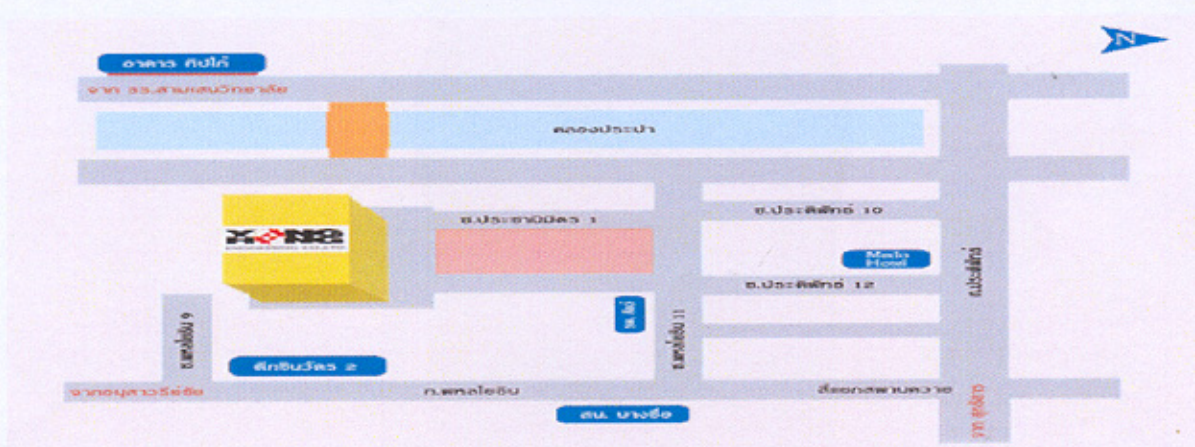 N
อาคาร ทิปโก้
จาก รร.สามเสนวิทยาลัย
คลองประปา
ซ.ประชานิมิตร 1
ซ.ประดิพัทธ์ 10
Hotel
ซ.ประดิพัทธ์ 12
ถ.ประดิพัทธ์
ซ.พหลโยธิน 9
ซ.พหลโยธิน 11
ตึกชินวัตร 2
จากอนุสาวรีย์ชัย
ถ.พหลโยธิน
สี่แยกสะพานควาย
สน. บางซื่อ